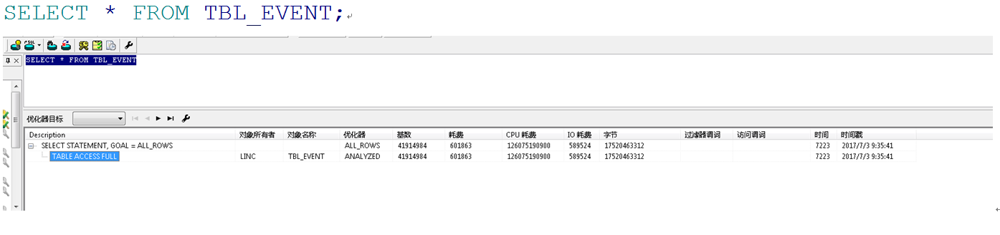 SELECT * FROM TBL_EVENT;
SQL
SELECT * FROM TBL_EVENT
优化器目标
Description 对象所有者 对象名称 优化器 基数 耗费 CPU 耗费 IO 耗费 字节 过滤器调词 访问调词 时间 时间戳
SELECT STATEMENT, GOAL = ALL_ROWS ALL_ROWS 41914984 601863 126075190900 589524 17520463312 7223 2017/7/3 9:35:41
TABLE ACCESS FULL LINC TBL_EVENT ANALYZED 41914984 601863 126075190900 589524 17520463312 7223 2017/7/3 9:35:41